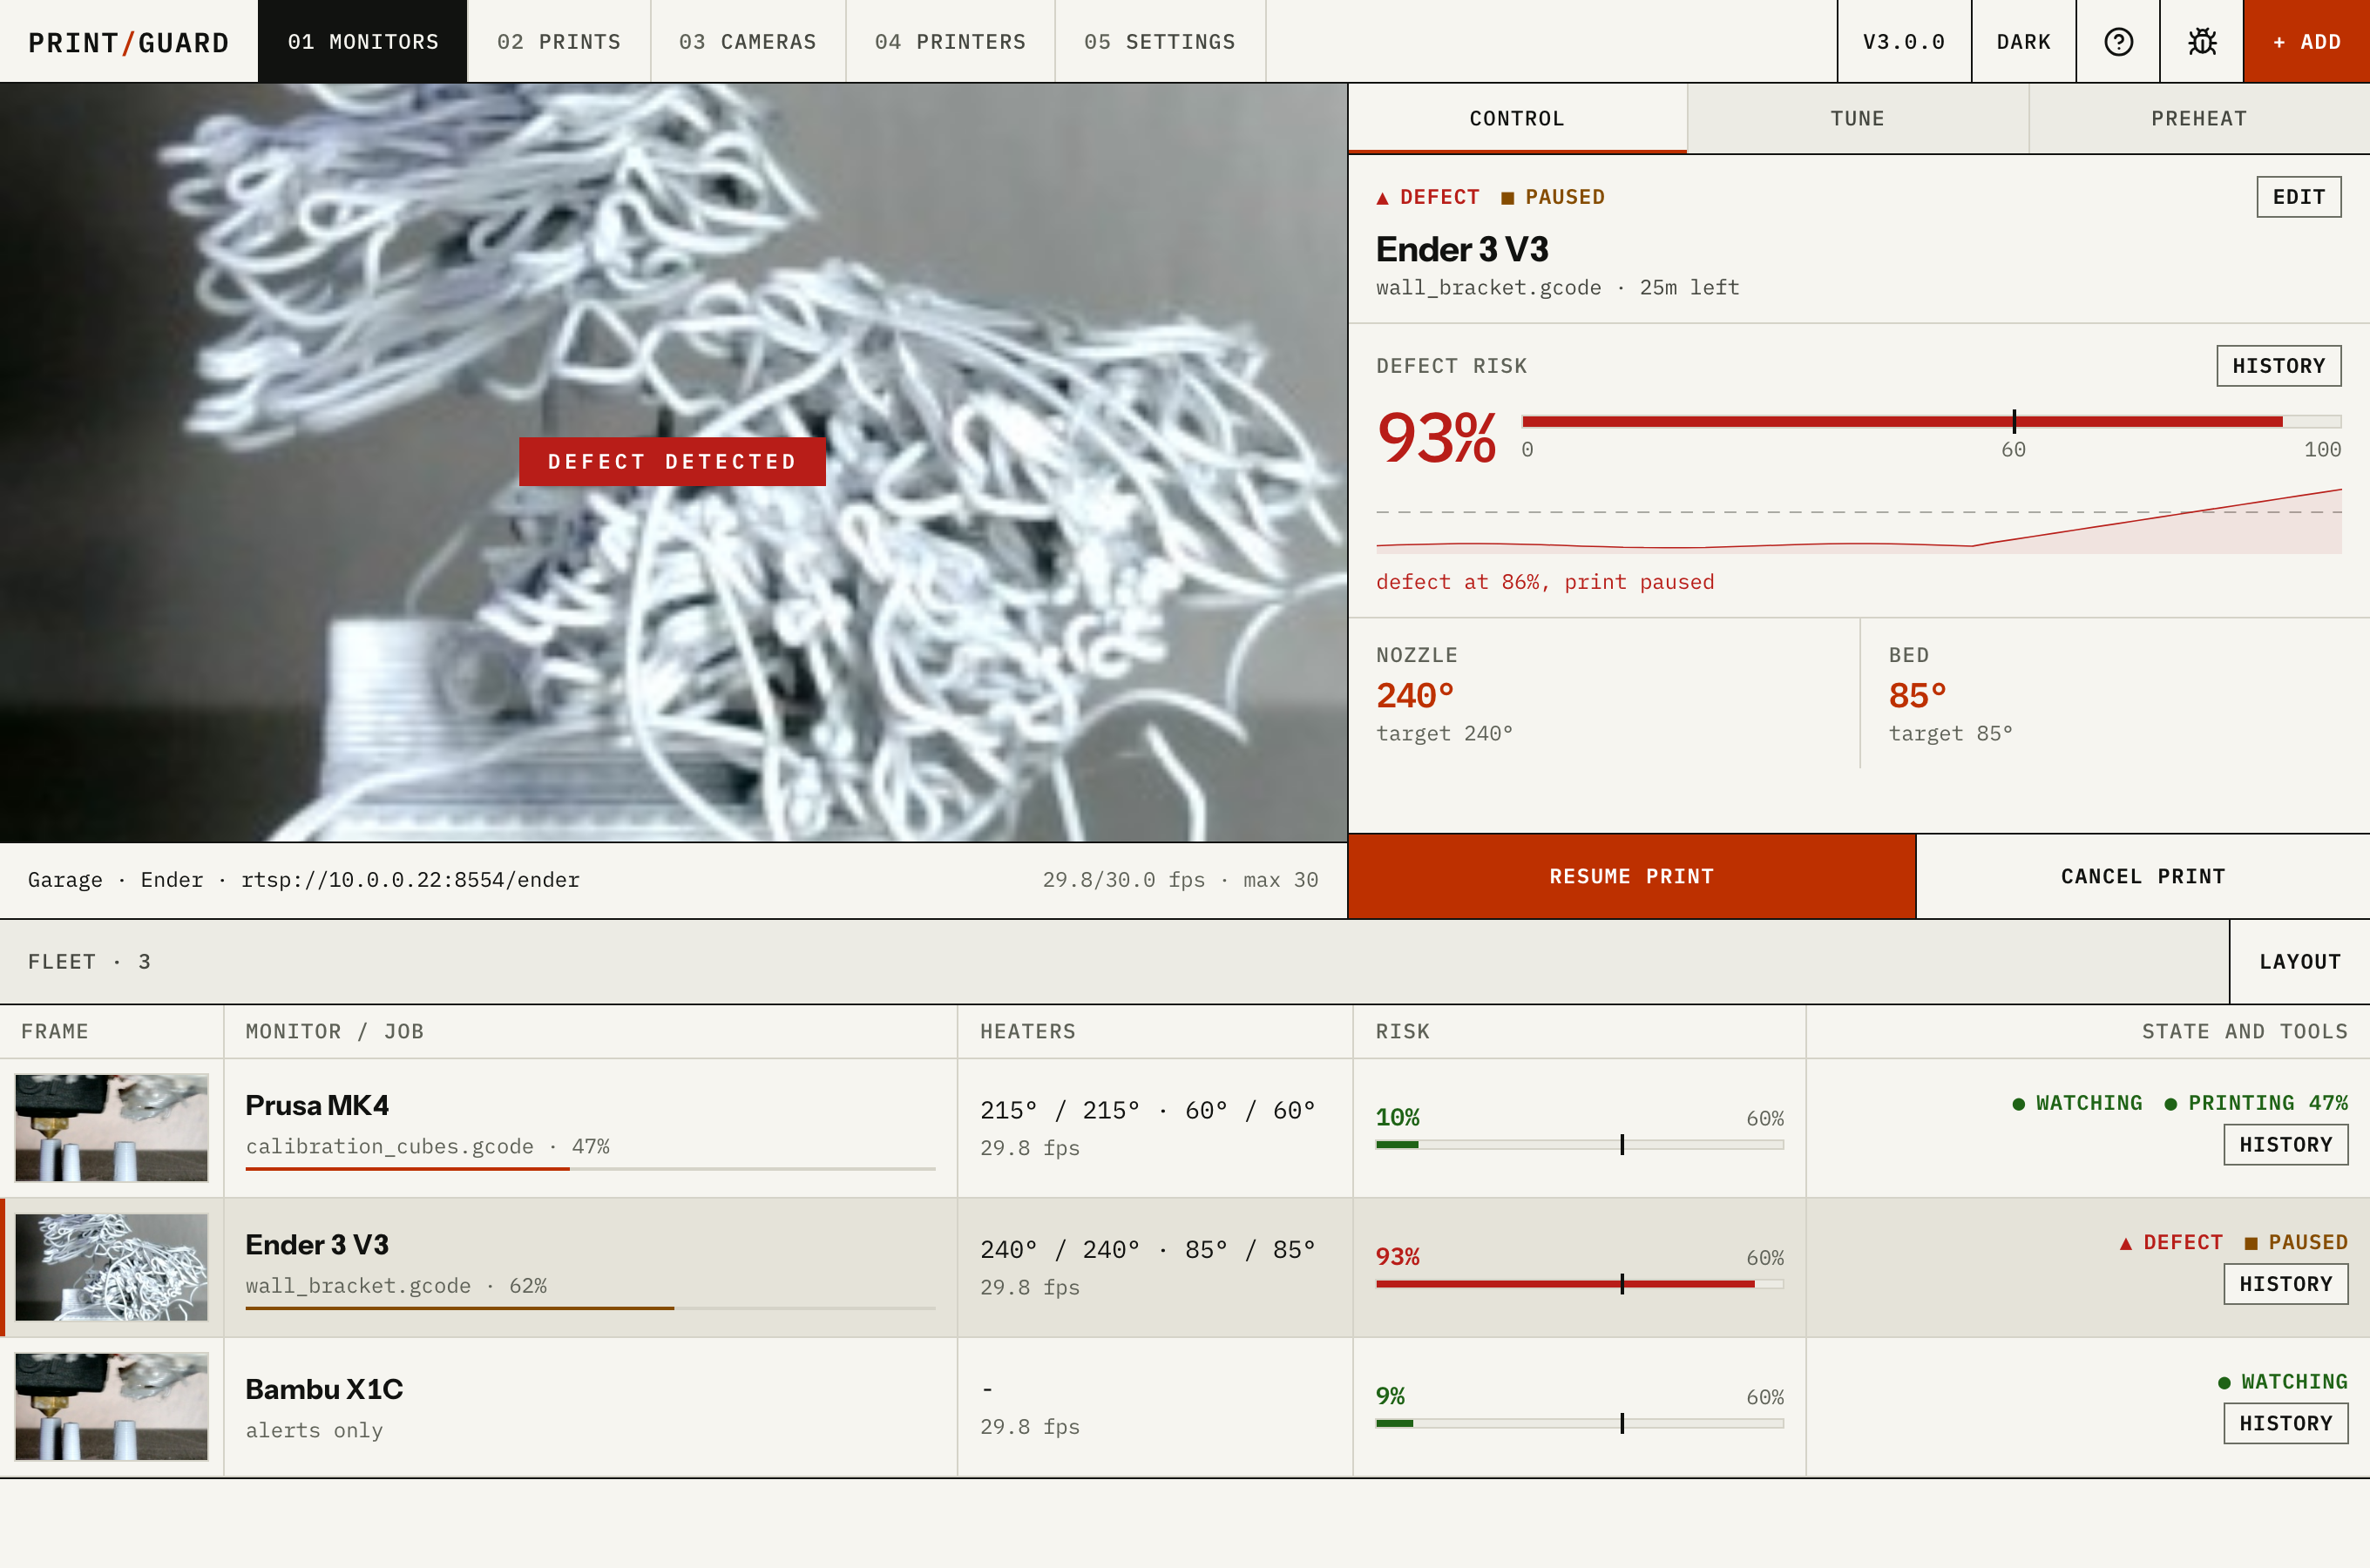 PRINT/GUARD
01 MONITORS
02 PRINTS
03 CAMERAS
04 PRINTERS
05 SETTINGS
V3.0.0
DARK
+ ADD
DEFECT DETECTED
Garage · Ender · rtsp://10.0.0.22:8554/ender
29.8/30.0 fps · max 30
CONTROL
TUNE
PREHEAT
▲ DEFECT ■ PAUSED
EDIT
Ender 3 V3
wall_bracket.gcode · 25m left
DEFECT RISK
HISTORY
93%
0 60 100
defect at 86%, print paused
NOZZLE
240°
target 240°
BED
85°
target 85°
RESUME PRINT
CANCEL PRINT
FLEET · 3
LAYOUT
FRAME
MONITOR / JOB
HEATERS
RISK
STATE AND TOOLS
Prusa MK4
calibration_cubes.gcode · 47%
215° / 215° · 60° / 60°
29.8 fps
10%
60%
● WATCHING ● PRINTING 47%
HISTORY
Ender 3 V3
wall_bracket.gcode · 62%
240° / 240° · 85° / 85°
29.8 fps
93%
60%
▲ DEFECT ■ PAUSED
HISTORY
Bambu X1C
alerts only
-
29.8 fps
9%
60%
● WATCHING
HISTORY